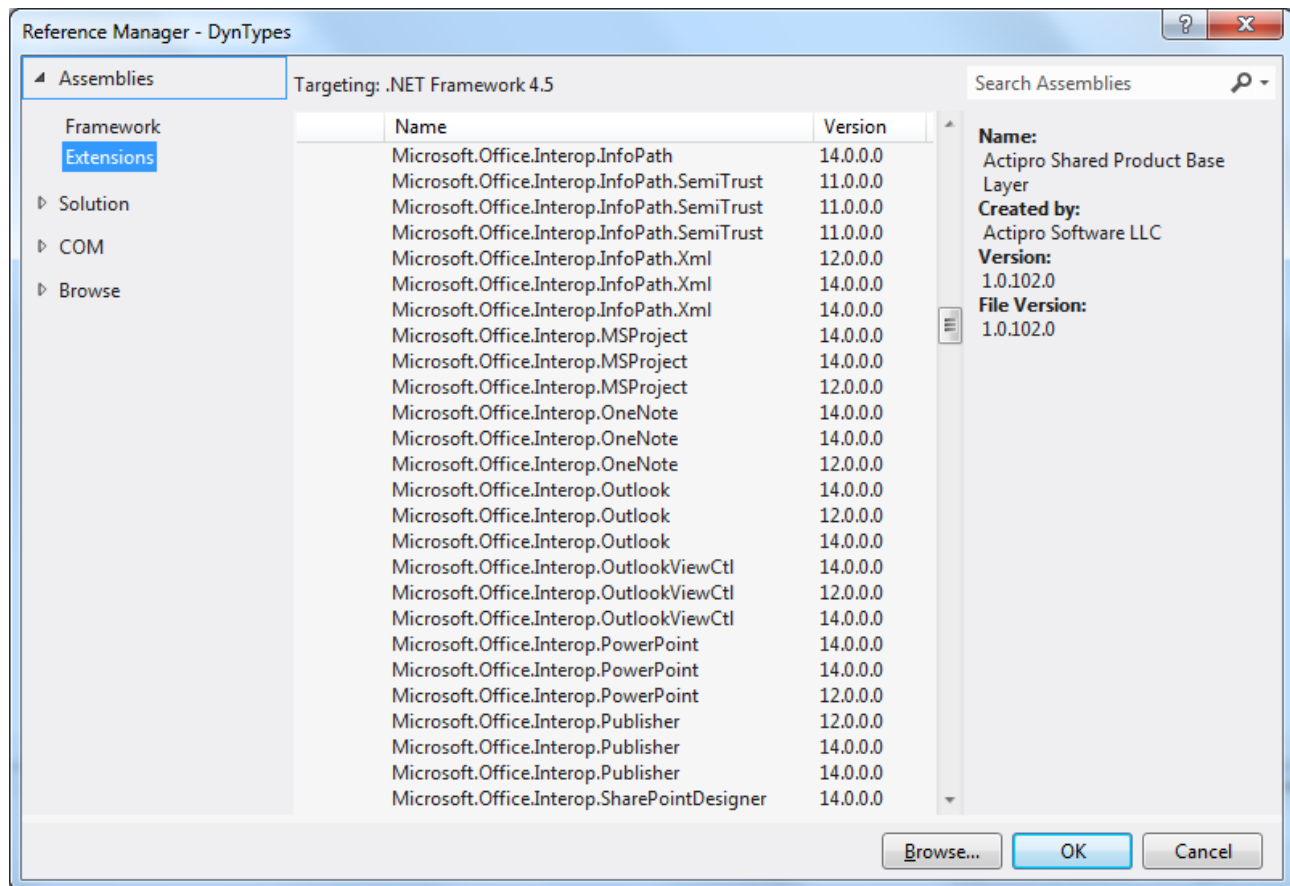 Reference Manager - DynTypes
Assemblies
Framework
Extensions
Solution
COM
Browse
Targeting: .NET Framework 4.5
Name Version
Microsoft.Office.Interop.InfoPath 14.0.0.0
Microsoft.Office.Interop.InfoPath.SemiTrust 11.0.0.0
Microsoft.Office.Interop.InfoPath.SemiTrust 11.0.0.0
Microsoft.Office.Interop.InfoPath.SemiTrust 11.0.0.0
Microsoft.Office.Interop.InfoPath.Xml 12.0.0.0
Microsoft.Office.Interop.InfoPath.Xml 14.0.0.0
Microsoft.Office.Interop.InfoPath.Xml 14.0.0.0
Microsoft.Office.Interop.MSProject 14.0.0.0
Microsoft.Office.Interop.MSProject 14.0.0.0
Microsoft.Office.Interop.MSProject 12.0.0.0
Microsoft.Office.Interop.OneNote 14.0.0.0
Microsoft.Office.Interop.OneNote 14.0.0.0
Microsoft.Office.Interop.OneNote 12.0.0.0
Microsoft.Office.Interop.Outlook 14.0.0.0
Microsoft.Office.Interop.Outlook 12.0.0.0
Microsoft.Office.Interop.Outlook 14.0.0.0
Microsoft.Office.Interop.OutlookViewCtl 14.0.0.0
Microsoft.Office.Interop.OutlookViewCtl 12.0.0.0
Microsoft.Office.Interop.OutlookViewCtl 14.0.0.0
Microsoft.Office.Interop.PowerPoint 14.0.0.0
Microsoft.Office.Interop.PowerPoint 14.0.0.0
Microsoft.Office.Interop.PowerPoint 12.0.0.0
Microsoft.Office.Interop.Publisher 12.0.0.0
Microsoft.Office.Interop.Publisher 14.0.0.0
Microsoft.Office.Interop.Publisher 14.0.0.0
Microsoft.Office.Interop.SharePointDesigner 14.0.0.0
Search Assemblies
Name:
Actipro Shared Product Base
Layer
Created by:
Actipro Software LLC
Version:
1.0.102.0
File Version:
1.0.102.0
Browse... OK Cancel